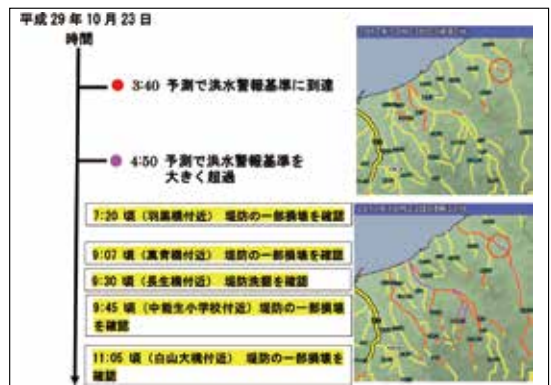 平成29年10月23日
時間
3:40 予測で洪水警報基準に到達
4:50 予測で洪水警報基準を
大きく超過
7:20 頃（羽黒橋付近） 堤防の一部損壊を確認
9:07 頃（萬青橋付近） 堤防の一部損壊を確認
9:30 頃（長生橋付近） 堤防洗掘を確認
9:45 頃（中能生小学校付近）堤防の一部損壊
を確認
11:05 頃（白山大橋付近） 堤防の一部損壊を
確認